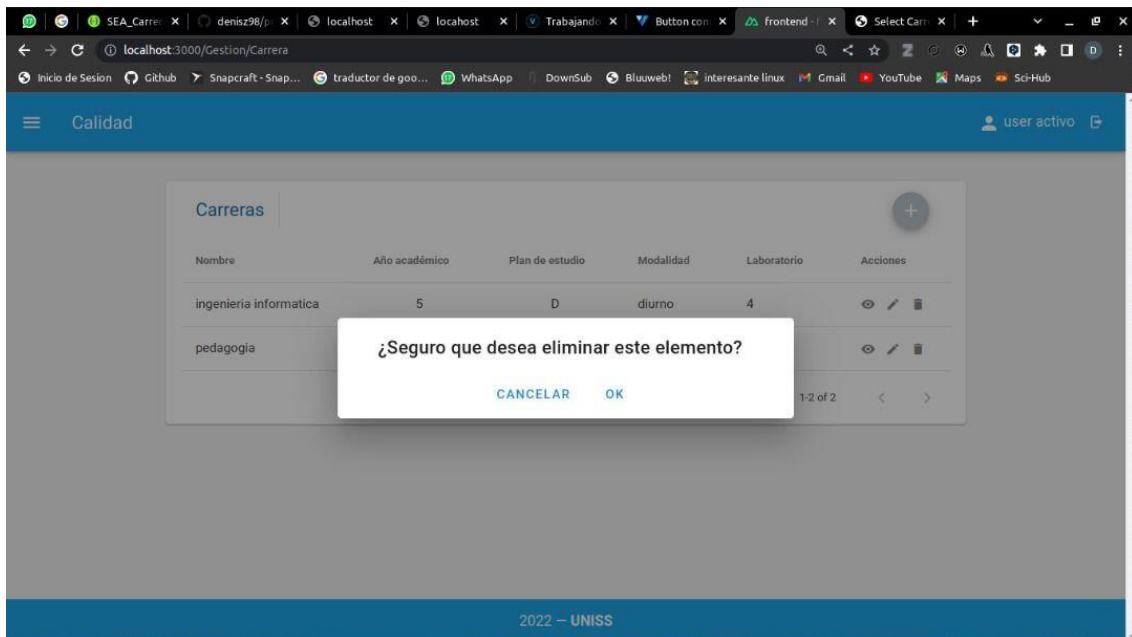 SEA_Carrer
denisz98/p
localhost
locahost
Trabajando
Button con
frontend - f
Select Carr
localhost:3000/Gestion/Carrera
D
Inicio de Sesion Github Snapcraft - Snap... traductor de goo... WhatsApp DownSub Bluuweb! interesante linux Gmail YouTube Maps Sci-Hub
Calidad user activo
Carreras
+
Nombre Año académico Plan de estudio Modalidad Laboratorio Acciones
ingenieria informatica 5 D diurno 4
pedagogia
¿Seguro que desea eliminar este elemento?
CANCELAR OK
1-2 of 2
2022 — UNISS